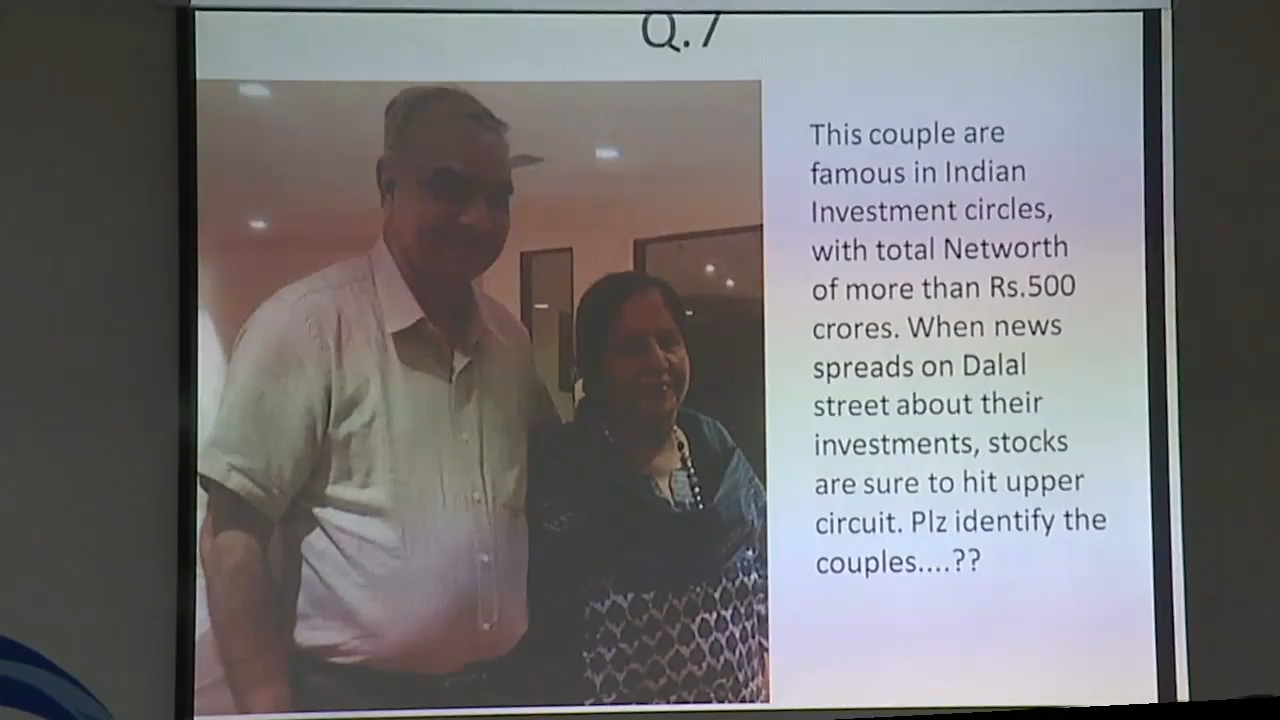 Q.7
This couple are
famous in Indian
Investment circles,
with total Networth
of more than Rs.500
crores. When news
spreads on Dalal
street about their
investments, stocks
are sure to hit upper
circuit. Plz identify the
couples....??